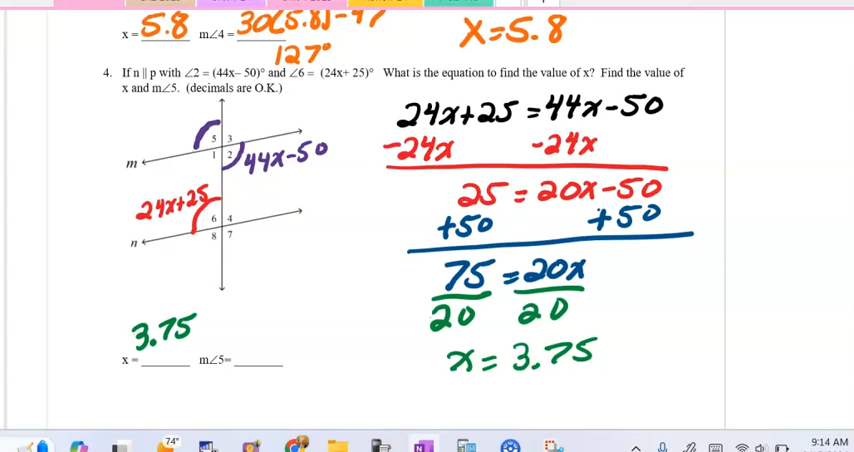 x = 5.8 m∠4 = 30(5.8)-47
127°
x=5.8
4. If n || p with ∠2 = (44x– 50)° and ∠6 = (24x+ 25)° What is the equation to find the value of x? Find the value of
x and m∠5. (decimals are O.K.)
5 3
1 2
m
44x-50
24x+25
6 4
8 7
n
3.75
x = m∠5=
24x+25=44x-50
-24x -24x
25 = 20x-50
+50 +50
75 = 20x
20 20
x = 3.75
74°
9:14 AM